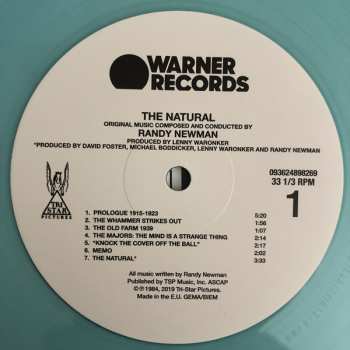 WARNER
RECORDS
THE NATURAL
ORIGINAL MUSIC COMPOSED AND CONDUCTED BY
RANDY NEWMAN
PRODUCED BY LENNY WARONKER
*PRODUCED BY DAVID FOSTER, MICHAEL BODDICKER, LENNY WARONKER AND RANDY NEWMAN
093624898269
33 1/3 RPM
1
TRI
STAR
PICTURES
1. PROLOGUE 1915-1923 5:20
2. THE WHAMMER STRIKES OUT 1:56
3. THE OLD FARM 1939 1:07
4. THE MAJORS: THE MIND IS A STRANGE THING 2:14
5. "KNOCK THE COVER OFF THE BALL" 2:17
6. MEMO 2:02
7. THE NATURAL* 3:33
All music written by Randy Newman
Published by TSP Music, Inc. ASCAP
©℗ 1984, 2019 Tri-Star Pictures.
Made in the E.U. GEMA/BIEM